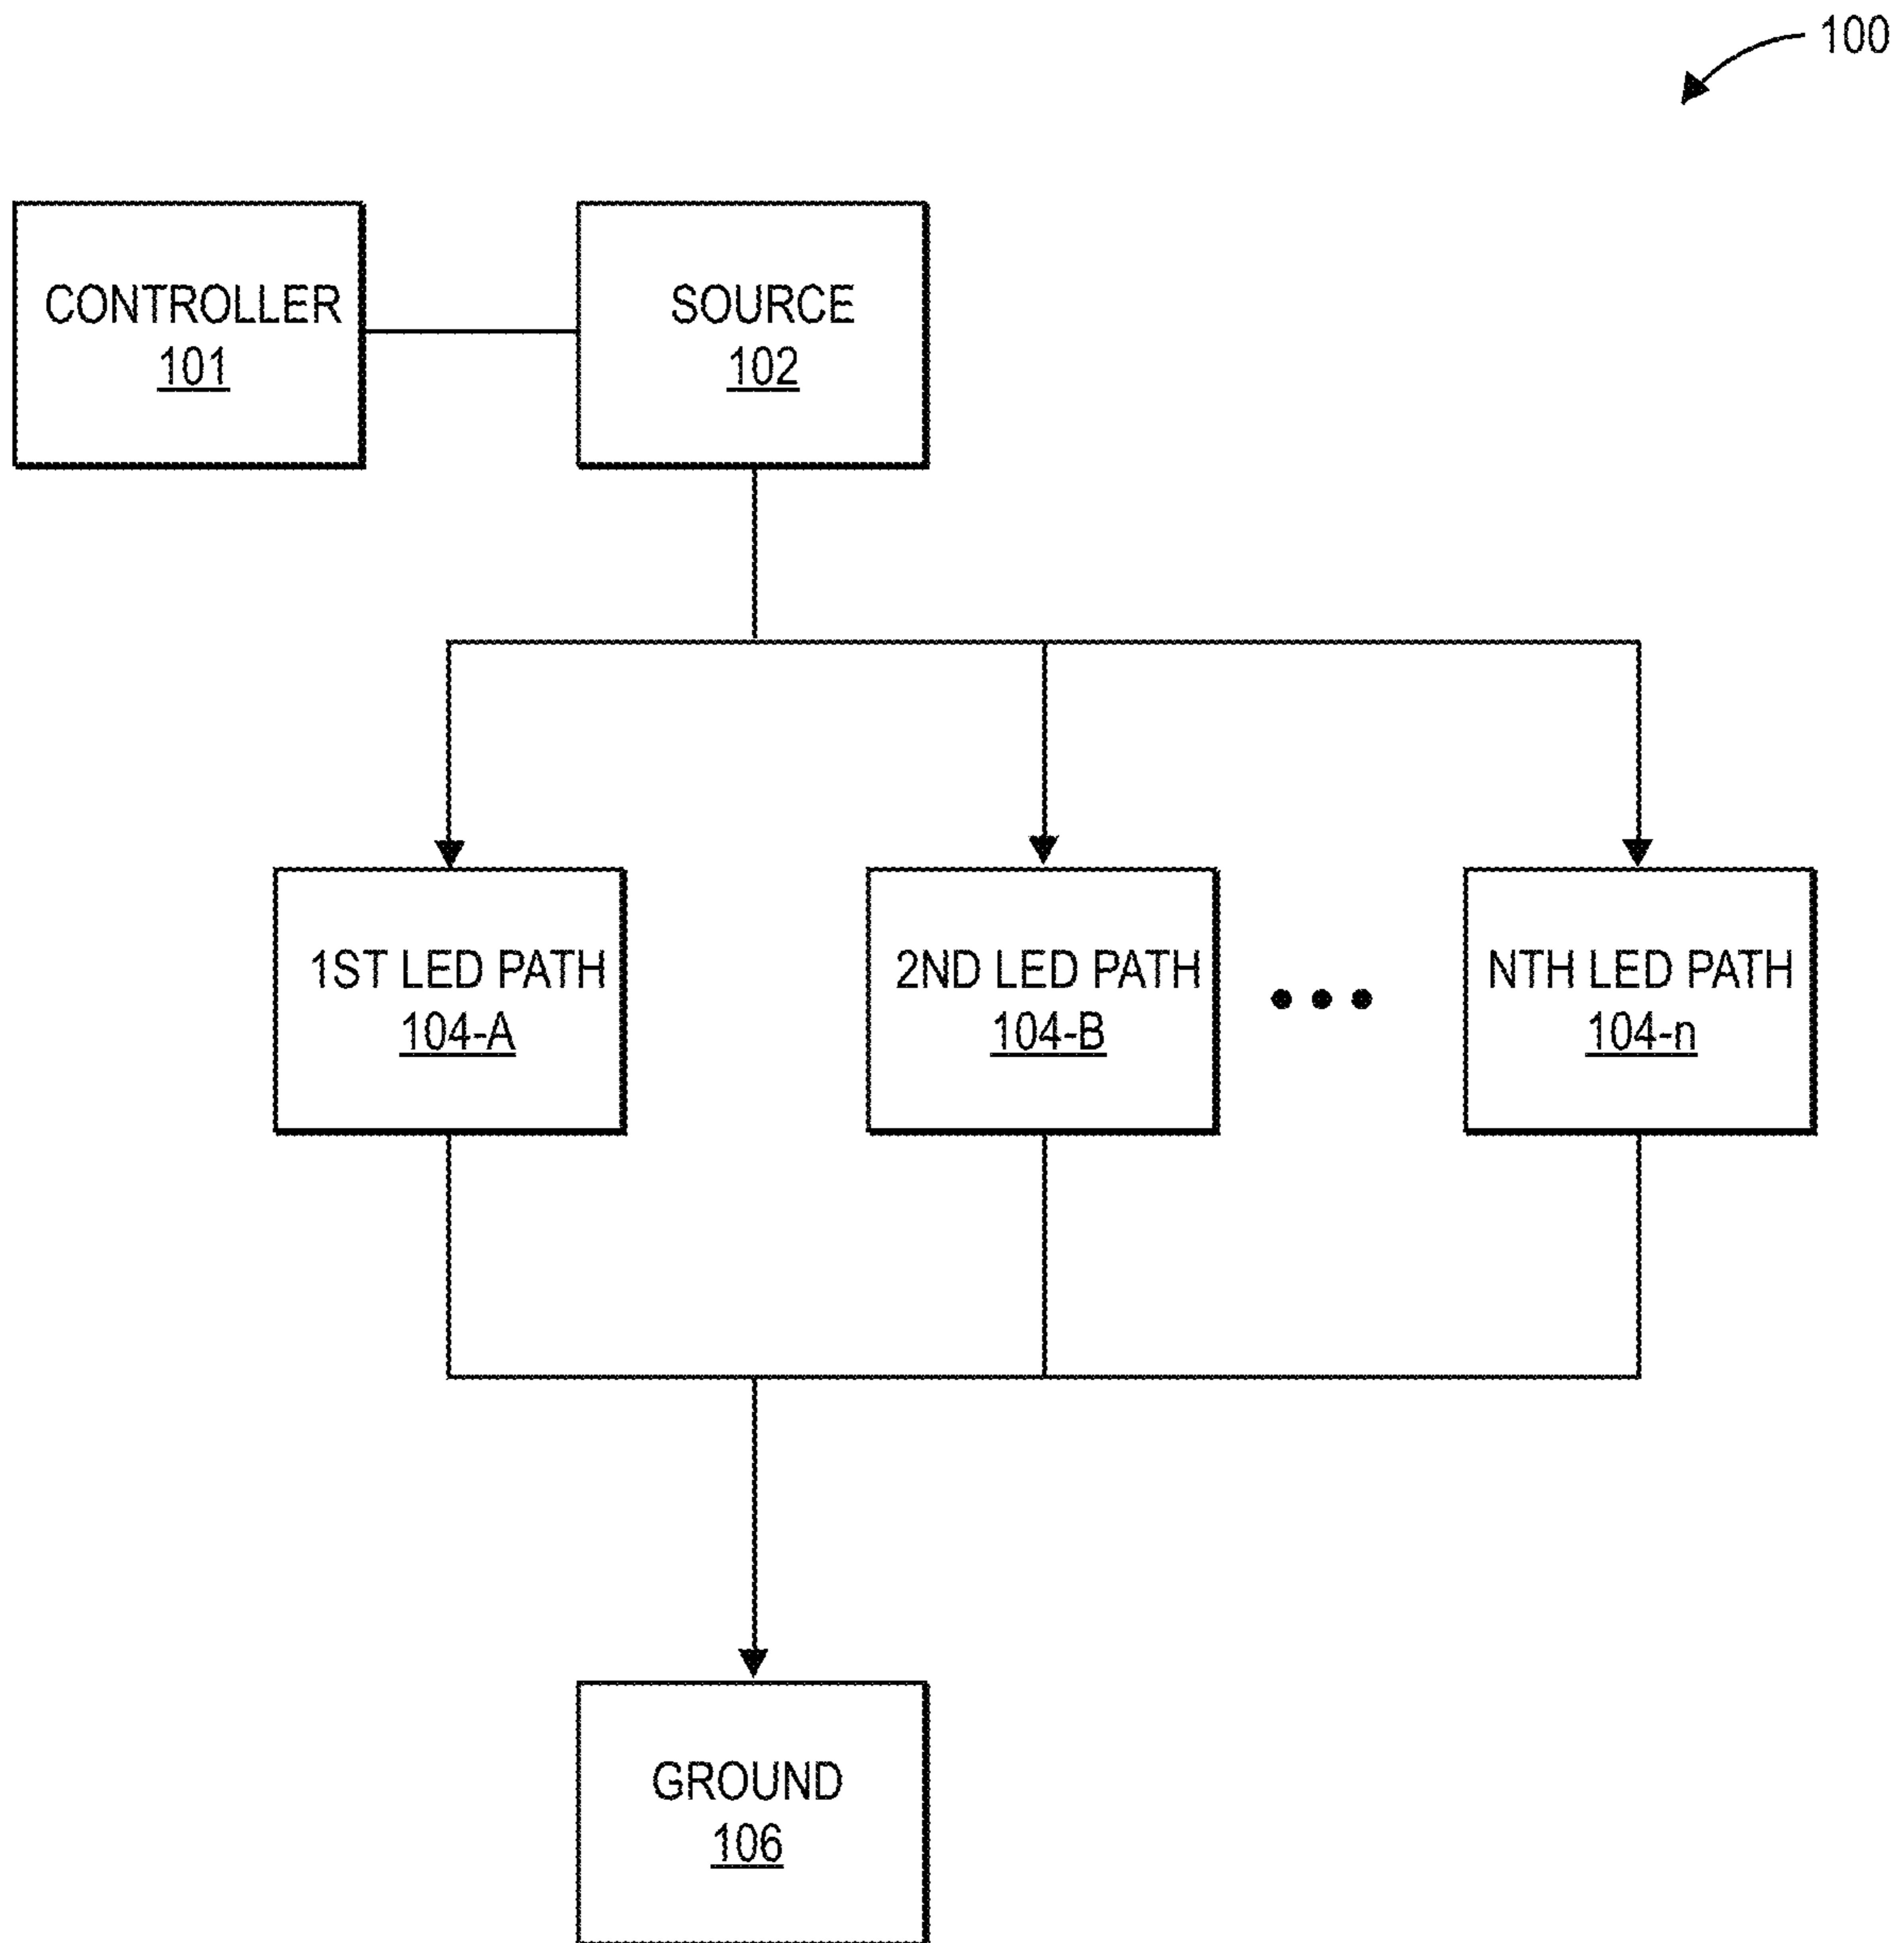 100
CONTROLLER
101
SOURCE
102
1ST LED PATH
104-A
2ND LED PATH
104-B
NTH LED PATH
104-n
GROUND
106